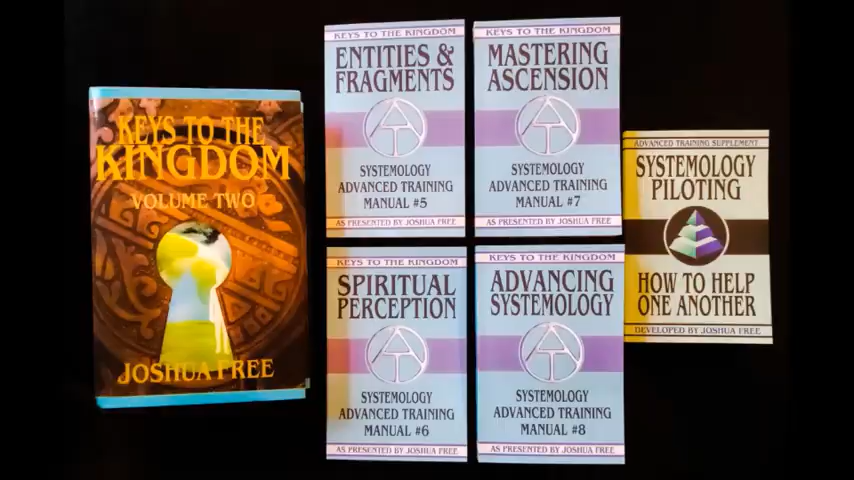 KEYS TO THE
KINGDOM
VOLUME TWO
JOSHUA FREE
KEYS TO THE KINGDOM
ENTITIES &
FRAGMENTS
AT
SYSTEMOLOGY
ADVANCED TRAINING
MANUAL #5
AS PRESENTED BY JOSHUA FREE
KEYS TO THE KINGDOM
MASTERING
ASCENSION
AT
SYSTEMOLOGY
ADVANCED TRAINING
MANUAL #7
AS PRESENTED BY JOSHUA FREE
KEYS TO THE KINGDOM
SPIRITUAL
PERCEPTION
AT
SYSTEMOLOGY
ADVANCED TRAINING
MANUAL #6
AS PRESENTED BY JOSHUA FREE
KEYS TO THE KINGDOM
ADVANCING
SYSTEMOLOGY
AT
SYSTEMOLOGY
ADVANCED TRAINING
MANUAL #8
AS PRESENTED BY JOSHUA FREE
ADVANCED TRAINING SUPPLEMENT
SYSTEMOLOGY
PILOTING
HOW TO HELP
ONE ANOTHER
DEVELOPED BY JOSHUA FREE